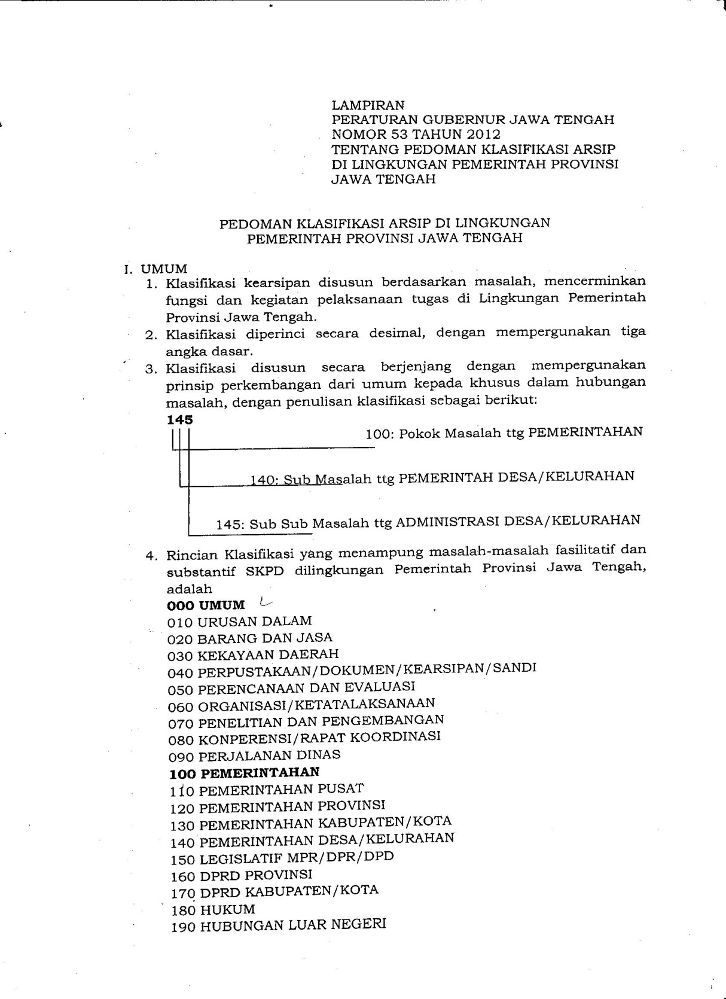 LAMPIRAN
PERATURAN GUBERNUR JAWA TENGAH
NOMOR 53 TAHUN 2012
TENTANG PEDOMAN KLASIFIKASI ARSIP
DI LINGKUNGAN PEMERINTAH PROVINSI
JAWA TENGAH
PEDOMAN KLASIFIKASI ARSIP DI LINGKUNGAN
PEMERINTAH PROVINSI JAWA TENGAH
I. UMUM
1. Klasifikasi kearsipan disusun berdasarkan masalah, mencerminkan
fungsi dan kegiatan pelaksanaan tugas di Lingkungan Pemerintah
Provinsi Jawa Tengah.
2. Klasifikasi diperinci secara desimal, dengan mempergunakan tiga
angka dasar.
3. Klasifikasi disusun secara berjenjang dengan mempergunakan
prinsip perkembangan dari umum kepada khusus dalam hubungan
masalah, dengan penulisan klasifikasi sebagai berikut:
145
100: Pokok Masalah ttg PEMERINTAHAN
140: Sub Masalah ttg PEMERINTAH DESA/KELURAHAN
145: Sub Sub Masalah ttg ADMINISTRASI DESA/KELURAHAN
4. Rincian Klasifikasi yang menampung masalah-masalah fasilitatif dan
substantif SKPD dilingkungan Pemerintah Provinsi Jawa Tengah,
adalah
000 UMUM
010 URUSAN DALAM
020 BARANG DAN JASA
030 KEKAYAAN DAERAH
040 PERPUSTAKAAN/DOKUMEN/KEARSIPAN/SANDI
050 PERENCANAAN DAN EVALUASI
060 ORGANISASI/KETATALAKSANAAN
070 PENELITIAN DAN PENGEMBANGAN
080 KONPERENSI/RAPAT KOORDINASI
090 PERJALANAN DINAS
100 PEMERINTAHAN
110 PEMERINTAHAN PUSAT
120 PEMERINTAHAN PROVINSI
130 PEMERINTAHAN KABUPATEN/KOTA
140 PEMERINTAHAN DESA/KELURAHAN
150 LEGISLATIF MPR/DPR/DPD
160 DPRD PROVINSI
170 DPRD KABUPATEN/KOTA
180 HUKUM
190 HUBUNGAN LUAR NEGERI